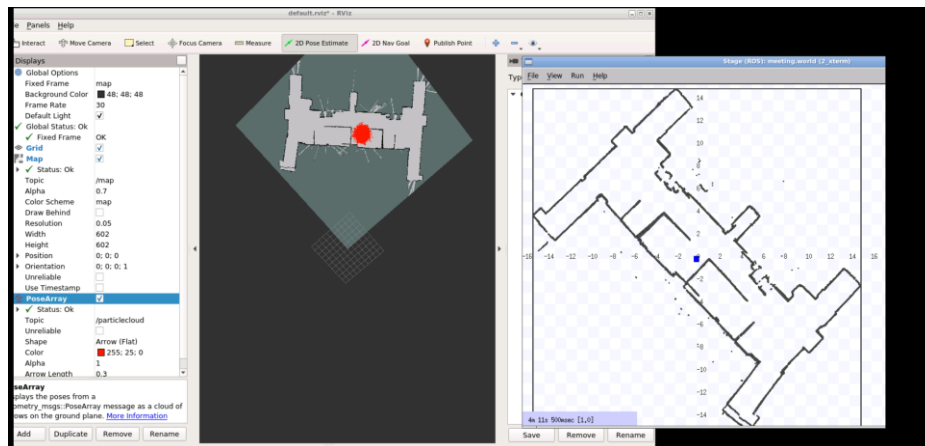 default.rviz* - RViz
Panels Help
Interact Move Camera Select Focus Camera Measure 2D Pose Estimate 2D Nav Goal Publish Point
Displays
Global Options
Fixed Frame map
Background Color 48; 48; 48
Frame Rate 30
Default Light
Global Status: Ok
Fixed Frame OK
Grid
Map
Status: Ok
Topic /map
Alpha 0.7
Color Scheme map
Draw Behind
Resolution 0.05
Width 602
Height 602
Position 0; 0; 0
Orientation 0; 0; 0; 1
Unreliable
Use Timestamp
PoseArray
Status: Ok
Topic /particlecloud
Unreliable
Shape Arrow (Flat)
Color 255; 25; 0
Alpha 1
Arrow Length 0.3
seArray
splays the poses from a
ometry_msgs::PoseArray message as a cloud of
ows on the ground plane. More Information
Add Duplicate Remove Rename
Typ
Stage (ROS): meeting.world (2_xterm)
File View Run Help
14
12
10
8
6
4
2
-16 -14 -12 -10 -8 -6 -4 -2 2 4 6 8 10 12 14 16
-2
-4
-6
-8
-10
-12
-14
4m 11s 500msec [1.0]
Save Remove Rename